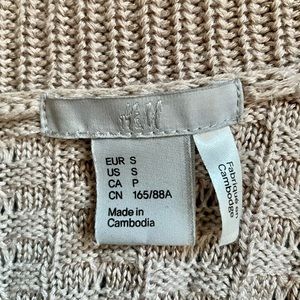 H&M
EUR S
US S
CA P
CN 165/88A
Made in
Cambodia
Fabriqué au
Cambodge